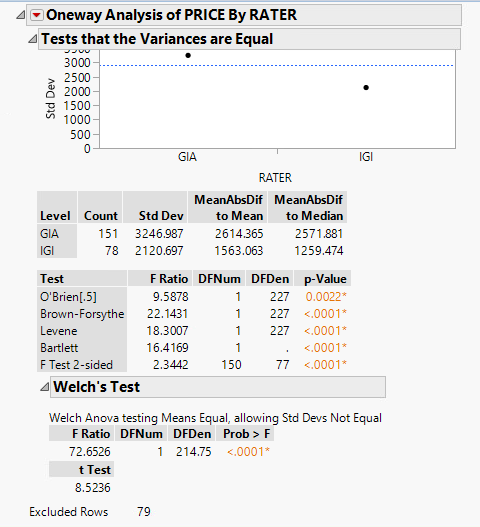 Oneway Analysis of PRICE By RATER
Tests that the Variances are Equal
3000
2500
2000
1500
1000
500
0
Std Dev
GIA IGI
RATER
Level Count Std Dev MeanAbsDif to Mean MeanAbsDif to Median
GIA 151 3246.987 2614.365 2571.881
IGI 78 2120.697 1563.063 1259.474
Test F Ratio DFNum DFDen p-Value
O'Brien[.5] 9.5878 1 227 0.0022*
Brown-Forsythe 22.1431 1 227 <.0001*
Levene 18.3007 1 227 <.0001*
Bartlett 16.4169 1 . <.0001*
F Test 2-sided 2.3442 150 77 <.0001*
Welch's Test
Welch Anova testing Means Equal, allowing Std Devs Not Equal
F Ratio DFNum DFDen Prob > F
72.6526 1 214.75 <.0001*
t Test
8.5236
Excluded Rows 79